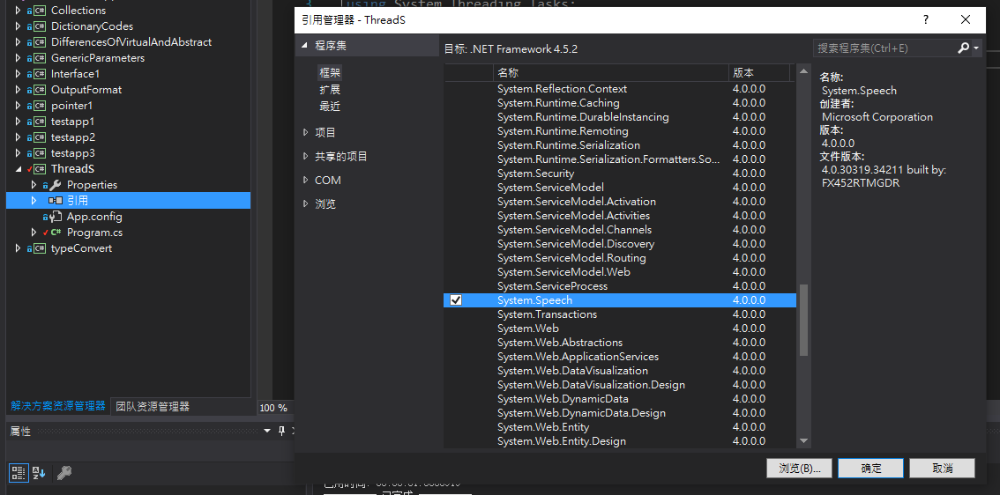 Collections
DictionaryCodes
DifferencesOfVirtualAndAbstract
GenericParameters
Interface1
OutputFormat
pointer1
testapp1
testapp2
testapp3
ThreadS
Properties
引用
App.config
Program.cs
typeConvert
解决方案资源管理器 团队资源管理器
属性
100 %
using System.Threading.Tasks;
引用管理器 - ThreadS
程序集
框架
扩展
最近
项目
共享的项目
COM
浏览
目标: .NET Framework 4.5.2
搜索程序集(Ctrl+E)
名称 版本
System.Reflection.Context 4.0.0.0
System.Runtime.Caching 4.0.0.0
System.Runtime.DurableInstancing 4.0.0.0
System.Runtime.Remoting 4.0.0.0
System.Runtime.Serialization 4.0.0.0
System.Runtime.Serialization.Formatters.So... 4.0.0.0
System.Security 4.0.0.0
System.ServiceModel 4.0.0.0
System.ServiceModel.Activation 4.0.0.0
System.ServiceModel.Activities 4.0.0.0
System.ServiceModel.Channels 4.0.0.0
System.ServiceModel.Discovery 4.0.0.0
System.ServiceModel.Routing 4.0.0.0
System.ServiceModel.Web 4.0.0.0
System.ServiceProcess 4.0.0.0
System.Speech 4.0.0.0
System.Transactions 4.0.0.0
System.Web 4.0.0.0
System.Web.Abstractions 4.0.0.0
System.Web.ApplicationServices 4.0.0.0
System.Web.DataVisualization 4.0.0.0
System.Web.DataVisualization.Design 4.0.0.0
System.Web.DynamicData 4.0.0.0
System.Web.DynamicData.Design 4.0.0.0
System.Web.Entity 4.0.0.0
System.Web.Entity.Design 4.0.0.0
名称:
System.Speech
创建者:
Microsoft Corporation
版本:
4.0.0.0
文件版本:
4.0.30319.34211 built by:
FX452RTMGDR
浏览(B)... 确定 取消
已完成